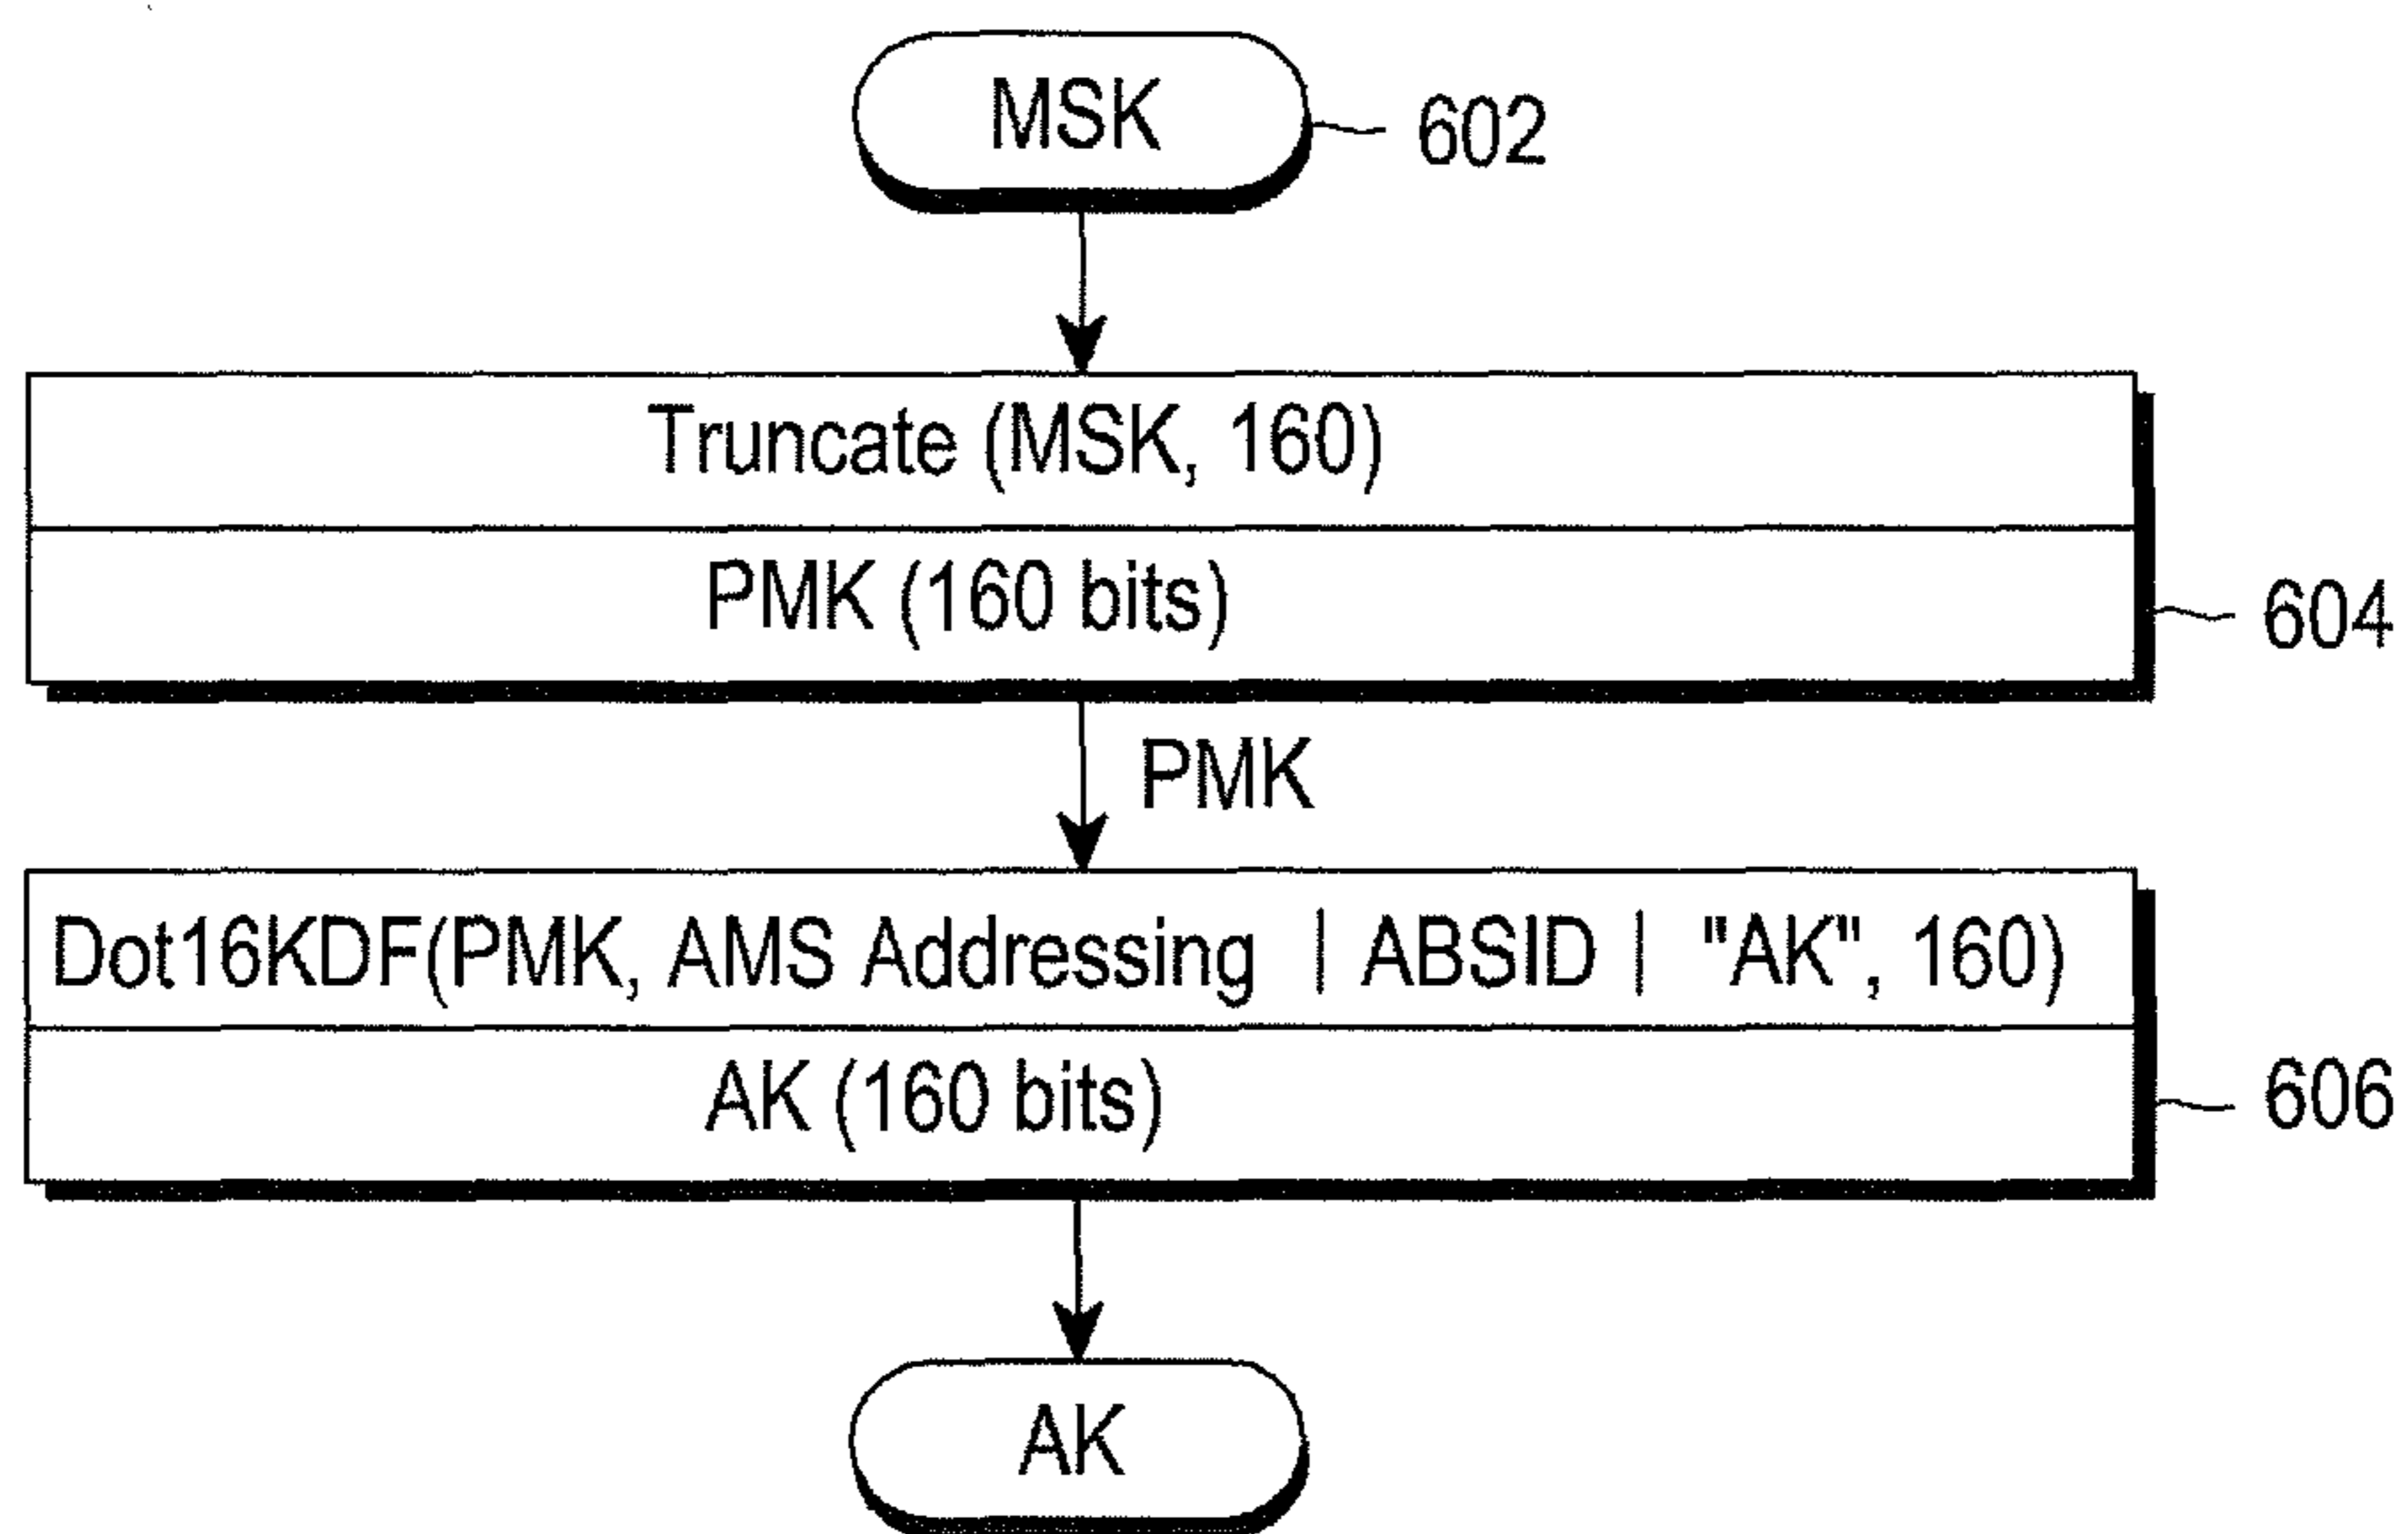 MSK
602
Truncate (MSK, 160)
PMK (160 bits)
604
PMK
Dot16KDF(PMK, AMS Addressing | ABSID | "AK", 160)
AK (160 bits)
606
AK